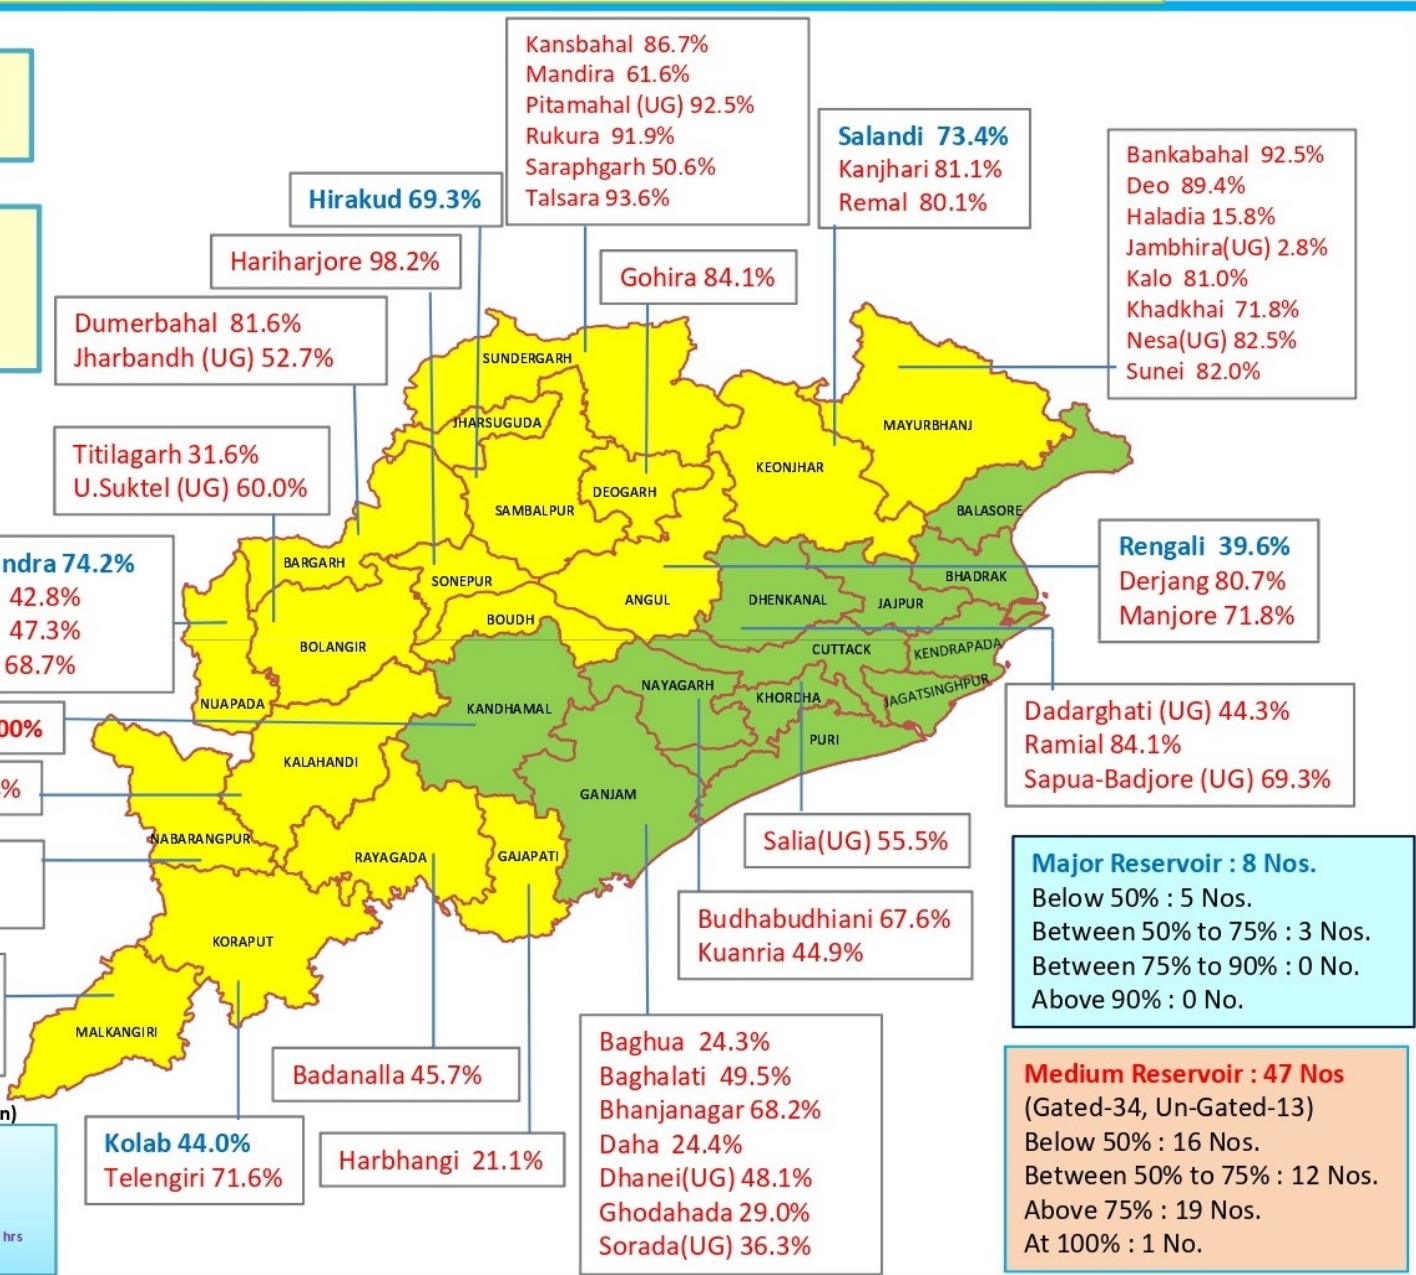 Kansbahal 86.7%
Mandira 61.6%
Pitamahal (UG) 92.5%
Rukura 91.9%
Saraphgarh 50.6%
Talsara 93.6%
Salandi 73.4%
Kanjhari 81.1%
Remal 80.1%
Bankabahal 92.5%
Deo 89.4%
Haladia 15.8%
Jambhira(UG) 2.8%
Kalo 81.0%
Khadkhai 71.8%
Nesa(UG) 82.5%
Sunei 82.0%
Hirakud 69.3%
Hariharjore 98.2%
Gohira 84.1%
Dumerbahal 81.6%
Jharbandh (UG) 52.7%
Titilagarh 31.6%
U.Suktel (UG) 60.0%
ndra 74.2%
42.8%
47.3%
68.7%
00%
%
SUNDERGARH
JHARSUGUDA
MAYURBHANJ
KEONJHAR
DEOGARH
SAMBALPUR
BALASORE
BARGARH
SONEPUR
BHADRAK
ANGUL
DHENKANAL
JAJPUR
BOUDH
BOLANGIR
CUTTACK
KENDRAPADA
NAYAGARH
KHORDHA
JAGATSINGHPUR
NUAPADA
KANDHAMAL
PURI
KALAHANDI
GANJAM
NABARANGPUR
RAYAGADA
GAJAPATI
KORAPUT
MALKANGIRI
Rengali 39.6%
Derjang 80.7%
Manjore 71.8%
Dadarghati (UG) 44.3%
Ramial 84.1%
Sapua-Badjore (UG) 69.3%
Salia(UG) 55.5%
Budhabudhiani 67.6%
Kuanria 44.9%
Baghua 24.3%
Baghalati 49.5%
Bhanjanagar 68.2%
Daha 24.4%
Dhanei(UG) 48.1%
Ghodahada 29.0%
Sorada(UG) 36.3%
Badanalla 45.7%
Harbhangi 21.1%
Kolab 44.0%
Telengiri 71.6%
n)
hrs
Major Reservoir : 8 Nos.
Below 50% : 5 Nos.
Between 50% to 75% : 3 Nos.
Between 75% to 90% : 0 No.
Above 90% : 0 No.
Medium Reservoir : 47 Nos
(Gated-34, Un-Gated-13)
Below 50% : 16 Nos.
Between 50% to 75% : 12 Nos.
Above 75% : 19 Nos.
At 100% : 1 No.